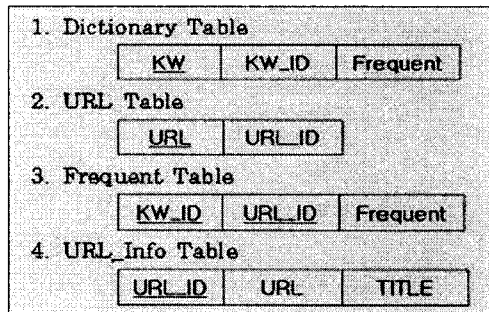 1. Dictionary Table
KW KW_ID Frequent
2. URL Table
URL URL_ID
3. Frequent Table
KW_ID URL_ID Frequent
4. URL_Info Table
URL_ID URL TITLE